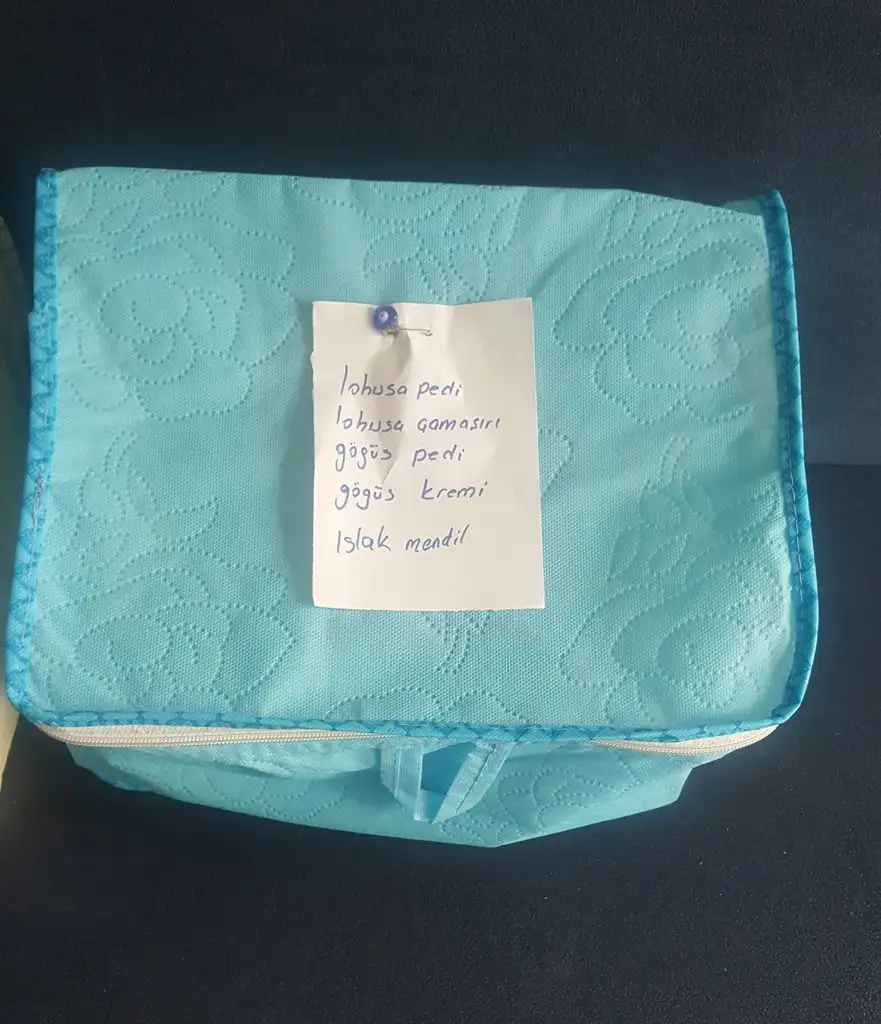 lohusa pedi
lohusa çamaşırı
göğüs pedi
göğüs kremi
Islak mendil